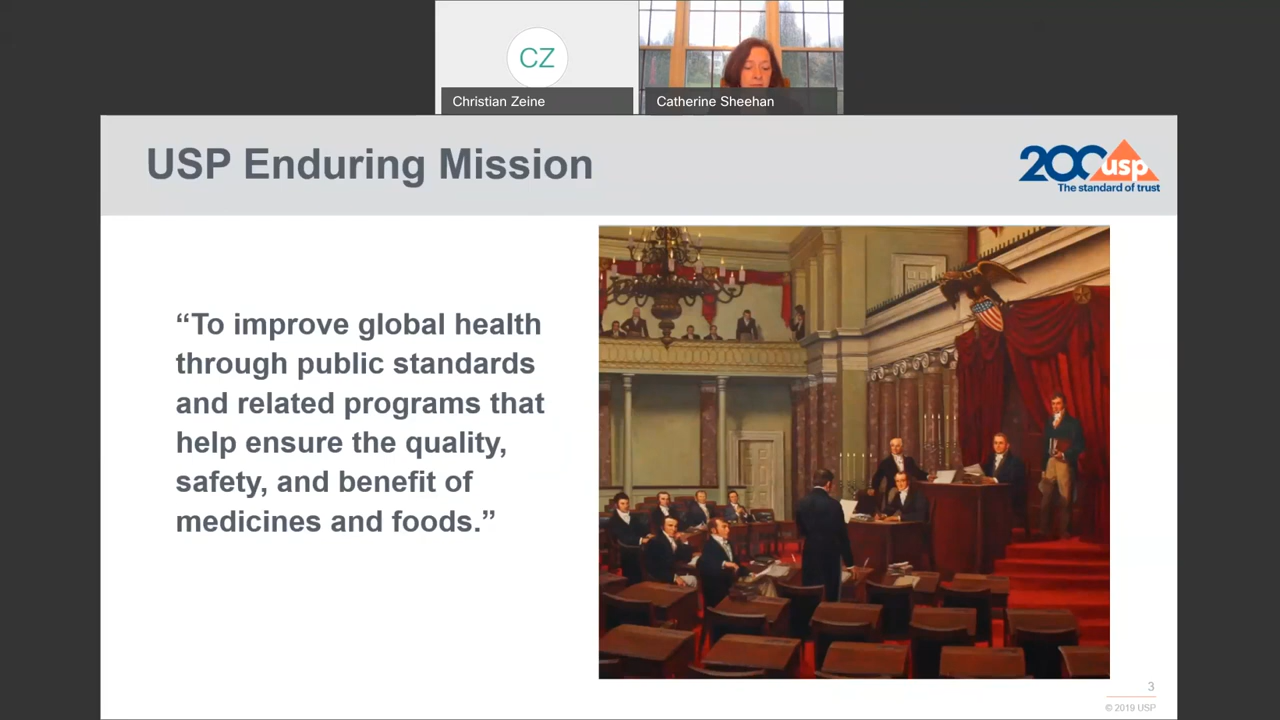 CZ
Christian Zeine
Catherine Sheehan
USP Enduring Mission
200 usp
The standard of trust
“To improve global health
through public standards
and related programs that
help ensure the quality,
safety, and benefit of
medicines and foods.”
3
© 2019 USP